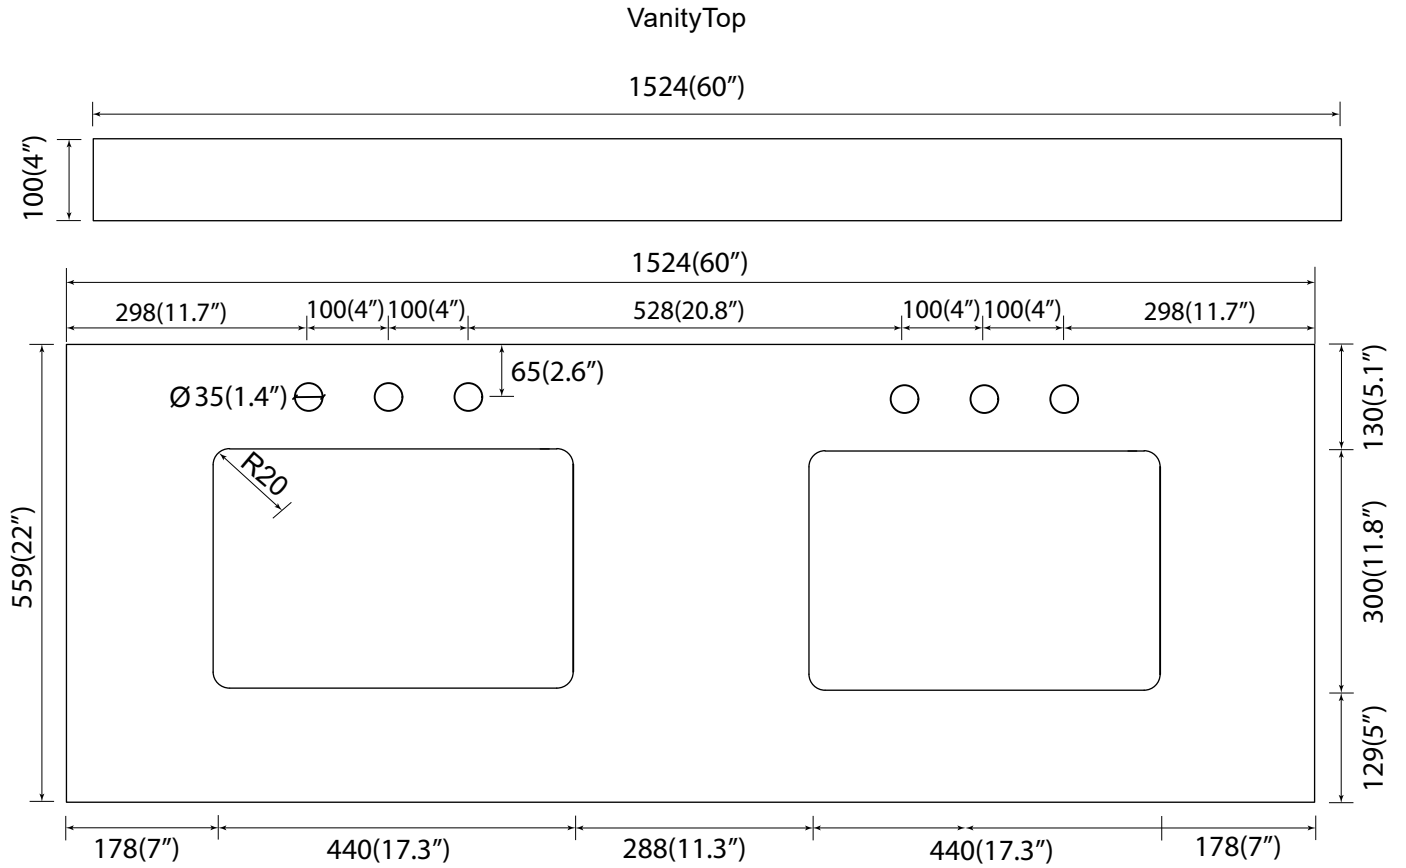 VanityTop
1524(60”)
100(4”)
1524(60”)
298(11.7”) 100(4”) 100(4”) 528(20.8”) 100(4”) 100(4”) 298(11.7”)
65(2.6”)
130(5.1”)
Ø35(1.4”)
R20
559(22”)
300(11.8”)
129(5”)
178(7”) 440(17.3”) 288(11.3”) 440(17.3”) 178(7”)